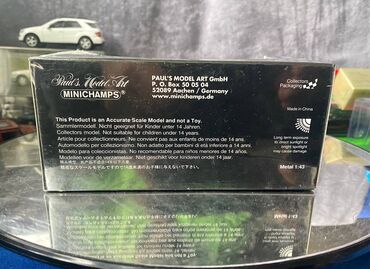 Paul's Model Art
MINICHAMPS
PAUL'S MODEL ART GmbH
P. O. Box 50 05 04
52089 Aachen / Germany
www.minichamps.de
Collectors
Packaging
Made in China
This Product is an Accurate Scale Model and not a Toy.
Sammlermodell. Nicht geeignet für Kinder unter 14 Jahren.
Collectors model. Not suitable for children under 14 years.
Article pour collectionneurs. Ne convient pas aux enfants de moins de 14 ans.
Automodello per collezionismo. Non adatto per bambini di età inferiore a 14 anni.
Modelo para coleccionistas. No recomendable para niños menores de 14 años.
Modellen voor de verzamelaar. Niet geschikt voor kinderen onder 14 jaar.
Long term exposure
to direct sunlight or
bright spotlight
may cause damage.
Metal 1:43